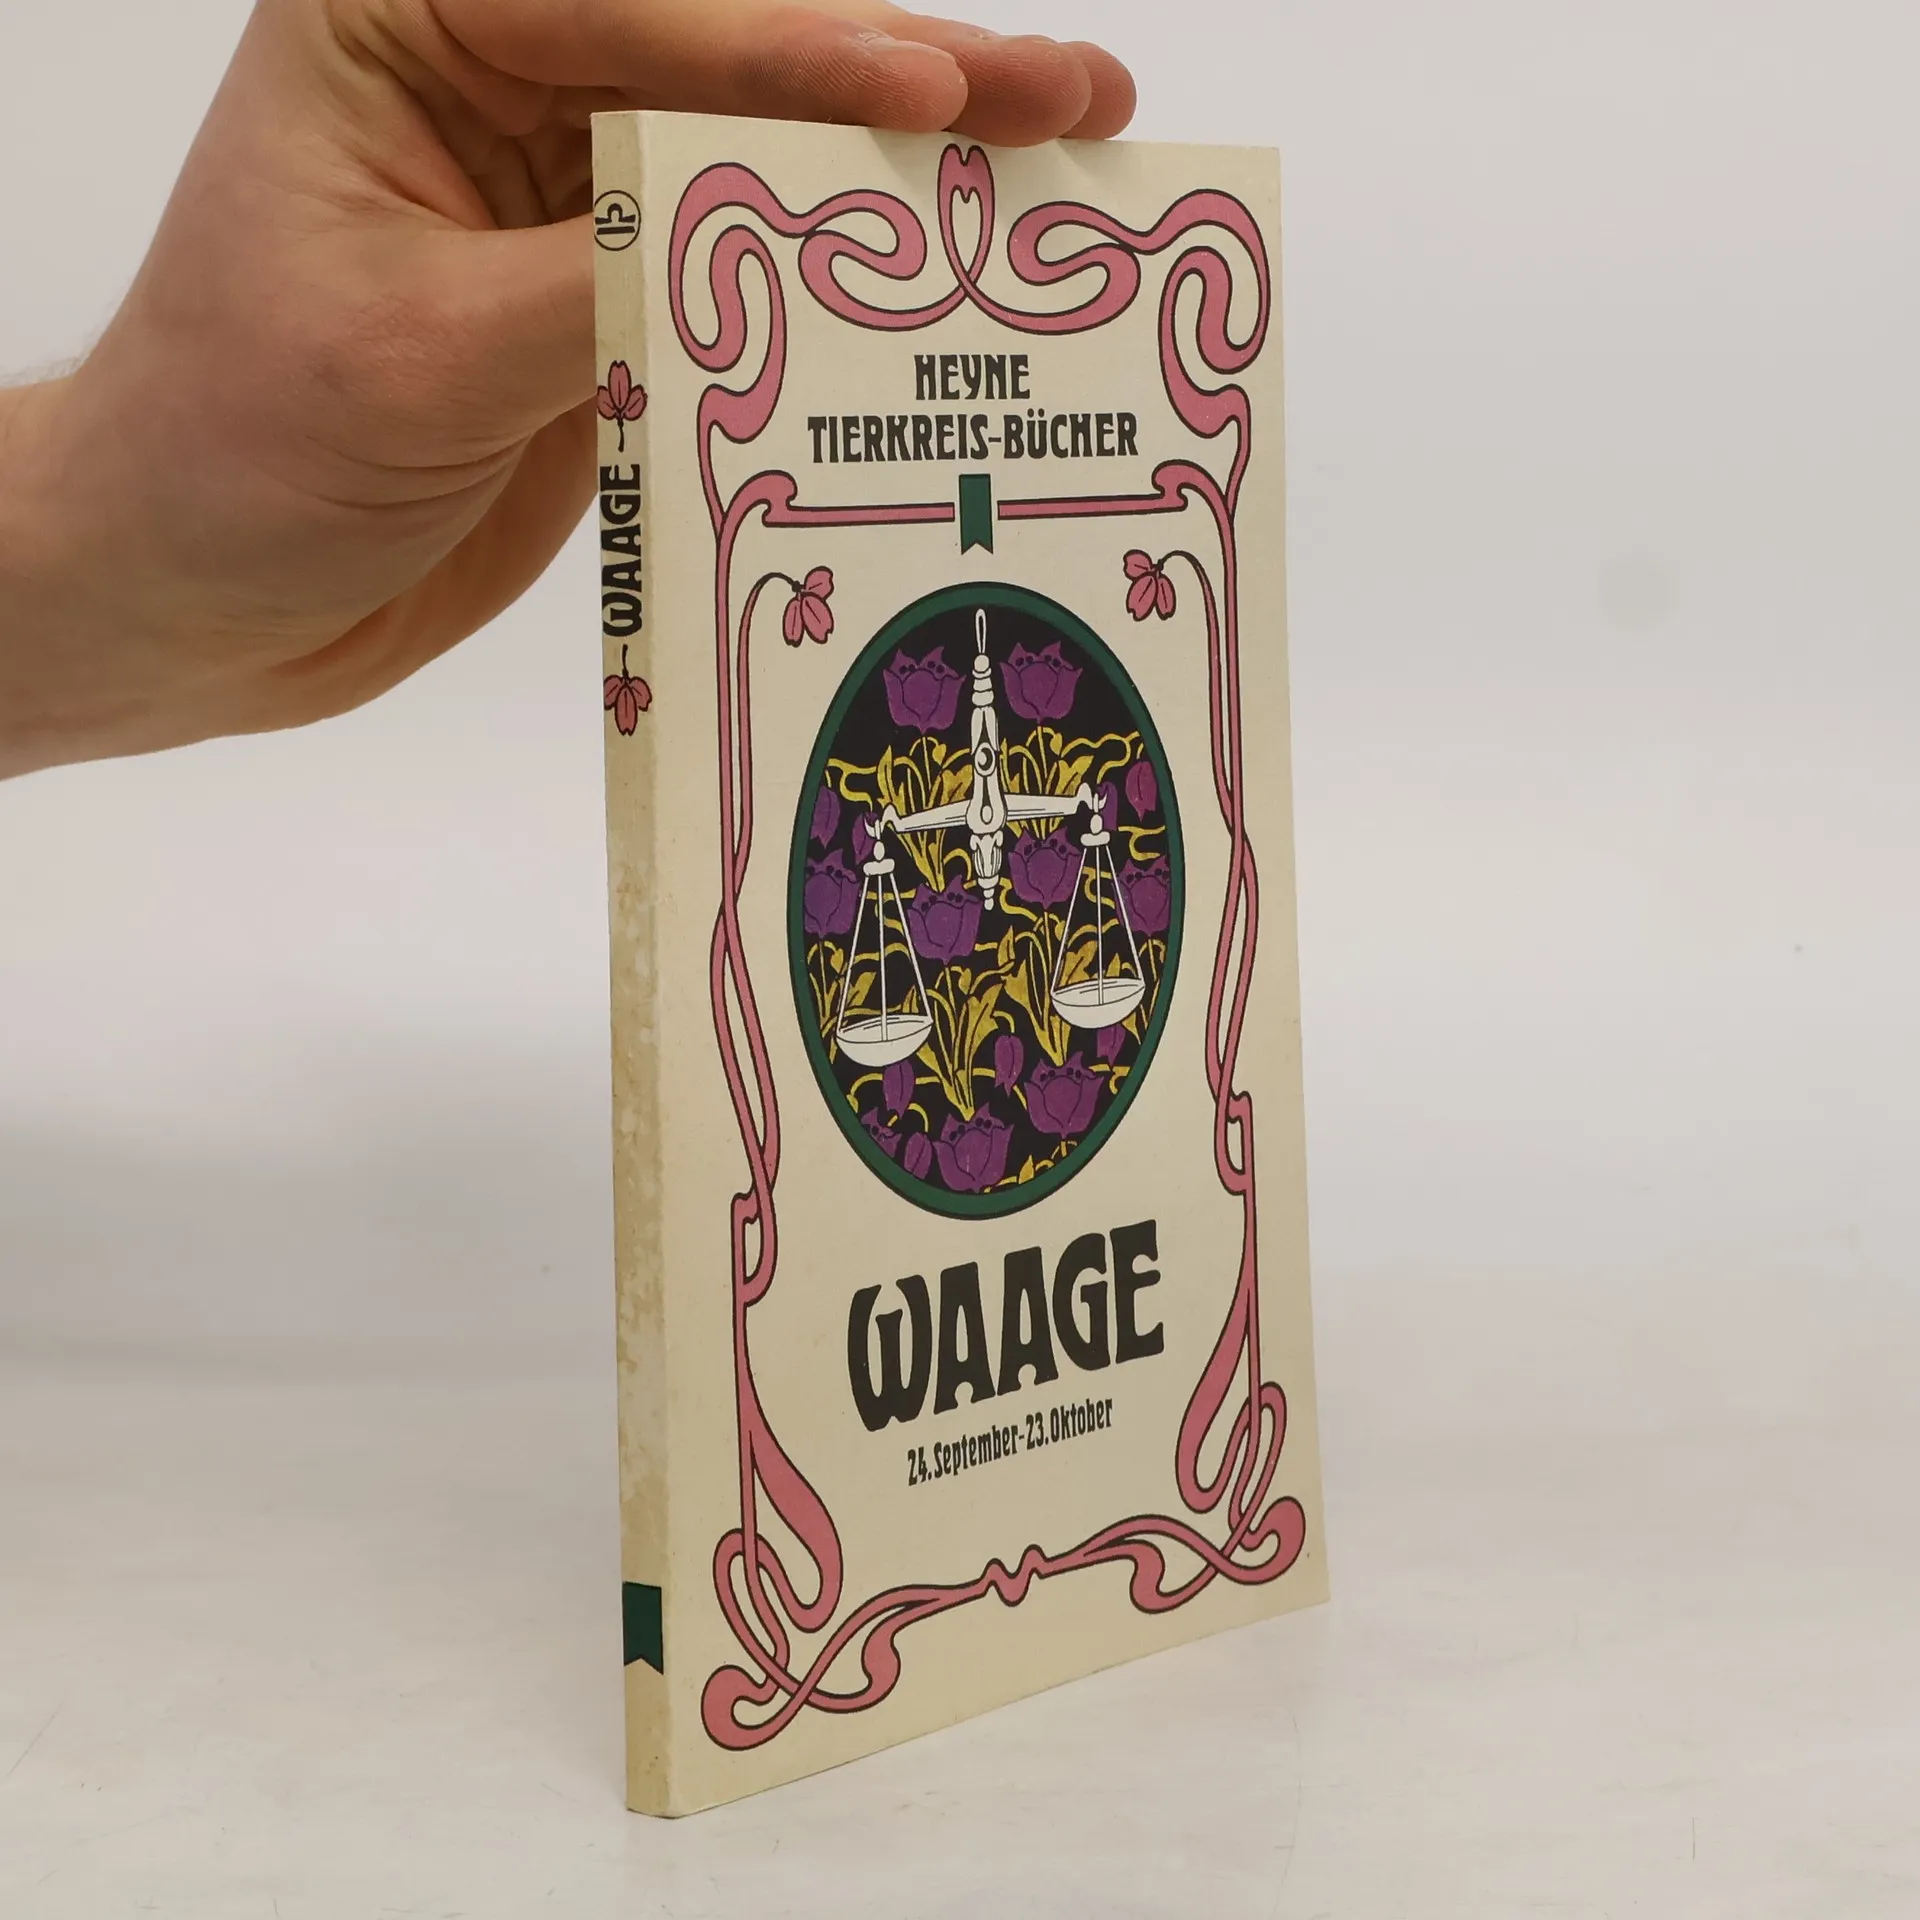 WAAGE
HEYNE
TIERKREIS-BÜCHER
WAAGE
24. September-23. Oktober